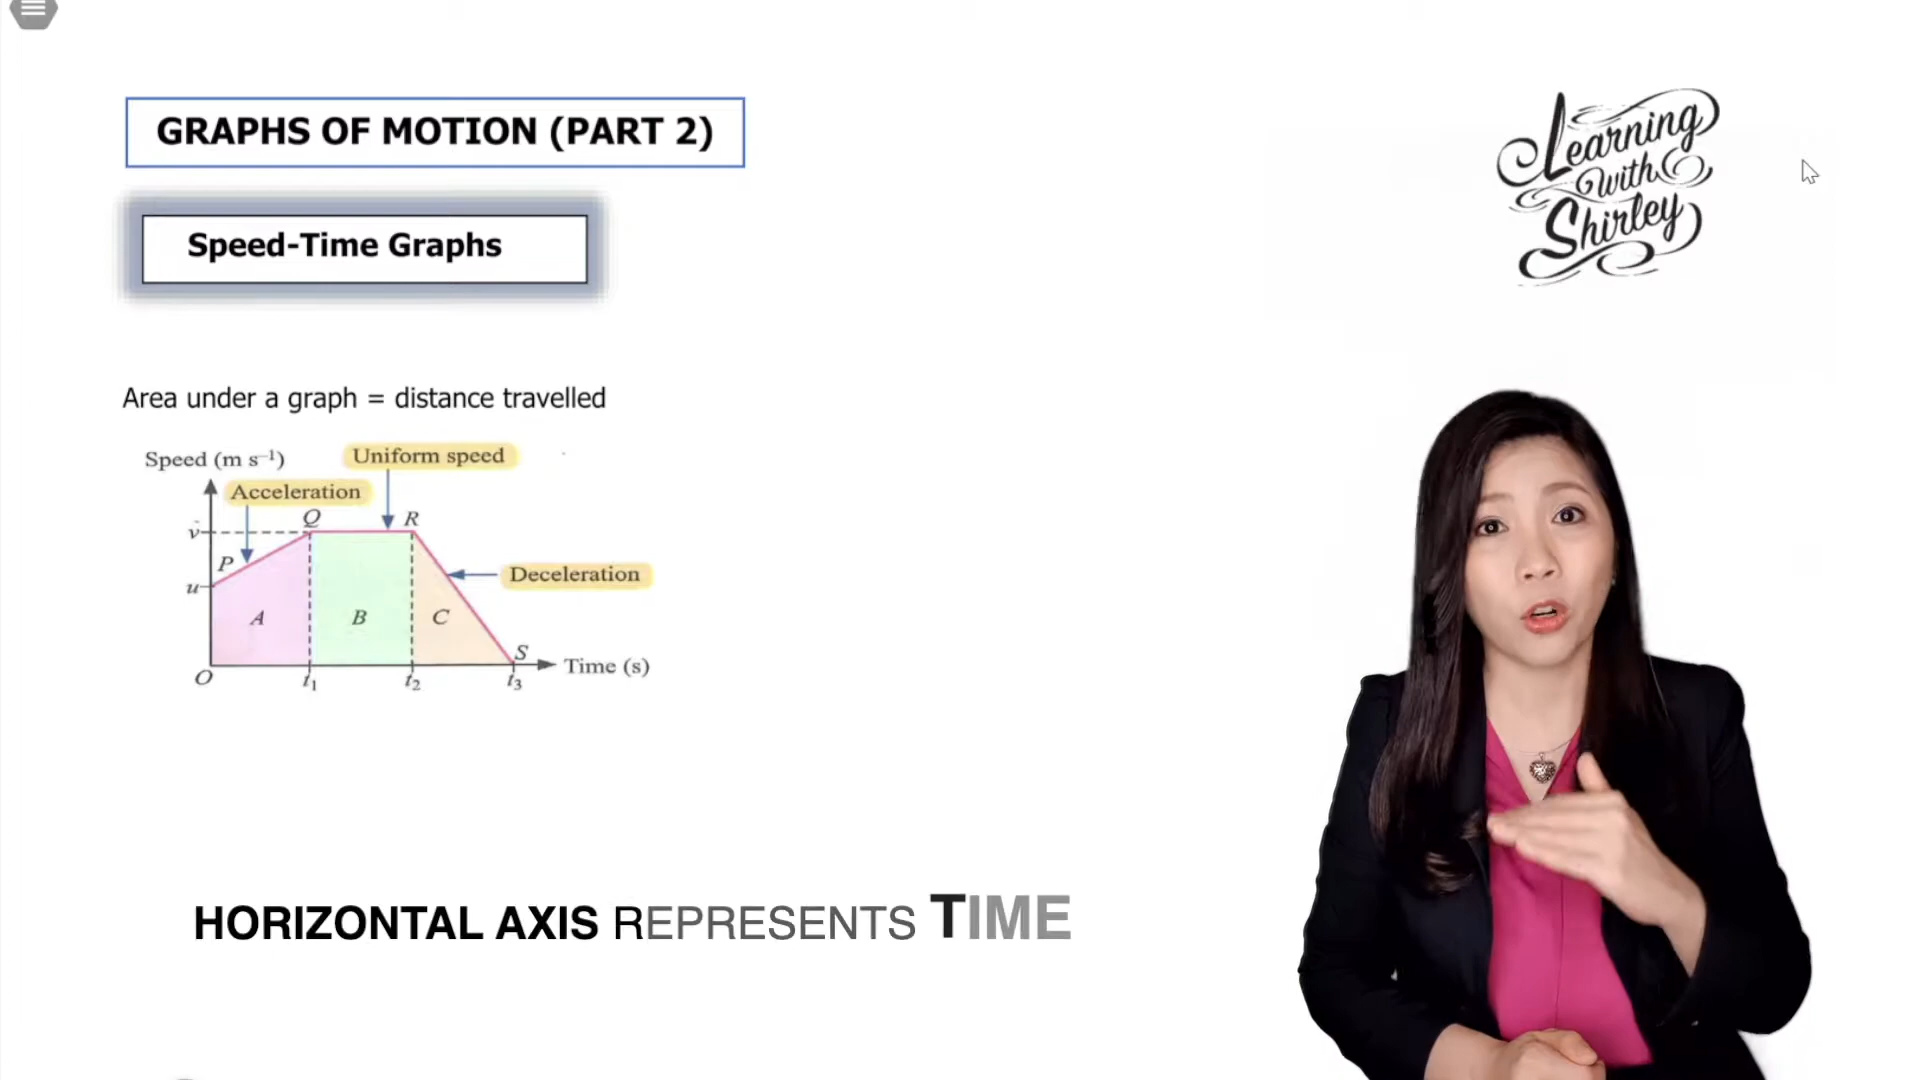 GRAPHS OF MOTION (PART 2)
Learning
with
Shirley
Speed-Time Graphs
Area under a graph = distance travelled
Speed (m s⁻¹)
Uniform speed
Acceleration
Q
R
v
P
Deceleration
u
A
B
C
S
Time (s)
O
t₁
t₂
t₃
HORIZONTAL AXIS REPRESENTS TIME